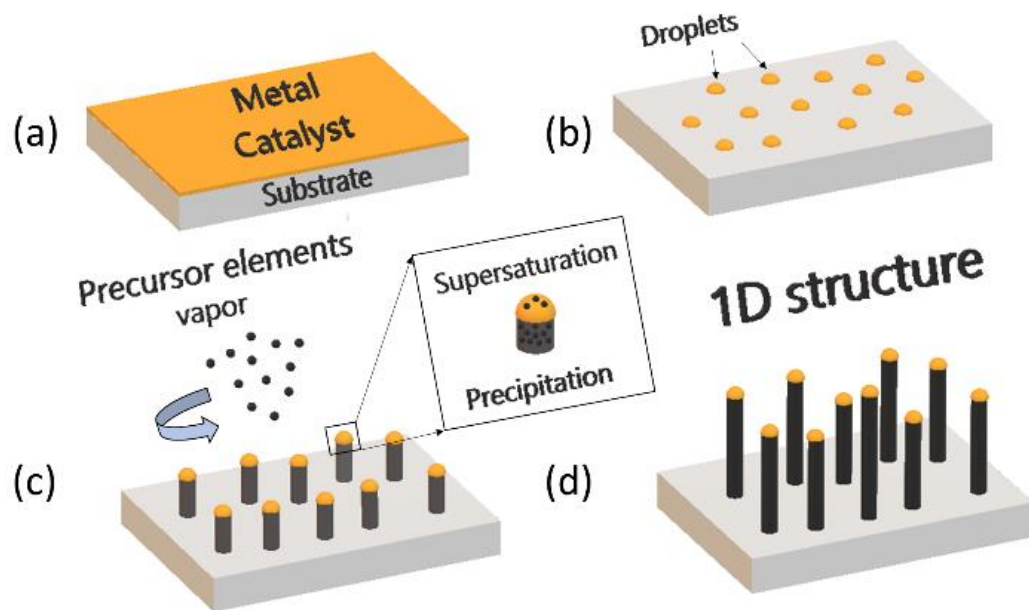 (a)
Metal
Catalyst
Substrate
(b)
Droplets
Precursor elements
vapor
Supersaturation
Precipitation
(c)
1D structure
(d)